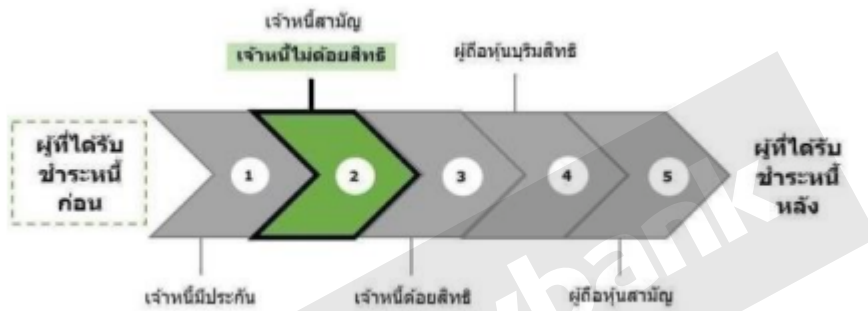 เจ้าหนี้สามัญ
เจ้าหนี้ไม่ด้อยสิทธิ
ผู้ถือหุ้นบุริมสิทธิ
ผู้ที่ได้รับ
ชำระหนี้
ก่อน
1
2
3
4
5
ผู้ที่ได้รับ
ชำระหนี้
หลัง
เจ้าหนี้มีประกัน
เจ้าหนี้ด้อยสิทธิ
ผู้ถือหุ้นสามัญ